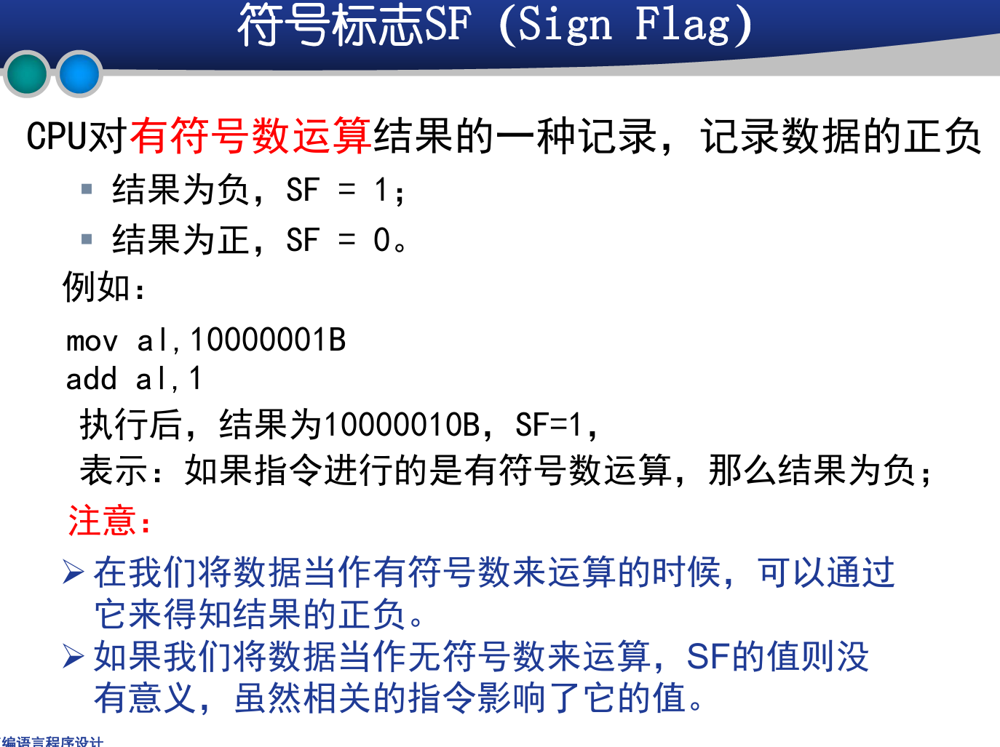 符号标志SF（Sign Flag）
CPU对有符号数运算结果的一种记录，记录数据的正负
结果为负，SF = 1；
结果为正，SF = 0。
例如：
mov al,10000001B
add al,1
执行后，结果为10000010B，SF=1，
表示：如果指令进行的是有符号数运算，那么结果为负；
注意：
在我们将数据当作有符号数来运算的时候，可以通过
它来得知结果的正负。
如果我们将数据当作无符号数来运算，SF的值则没
有意义，虽然相关的指令影响了它的值。
编语言程序设计